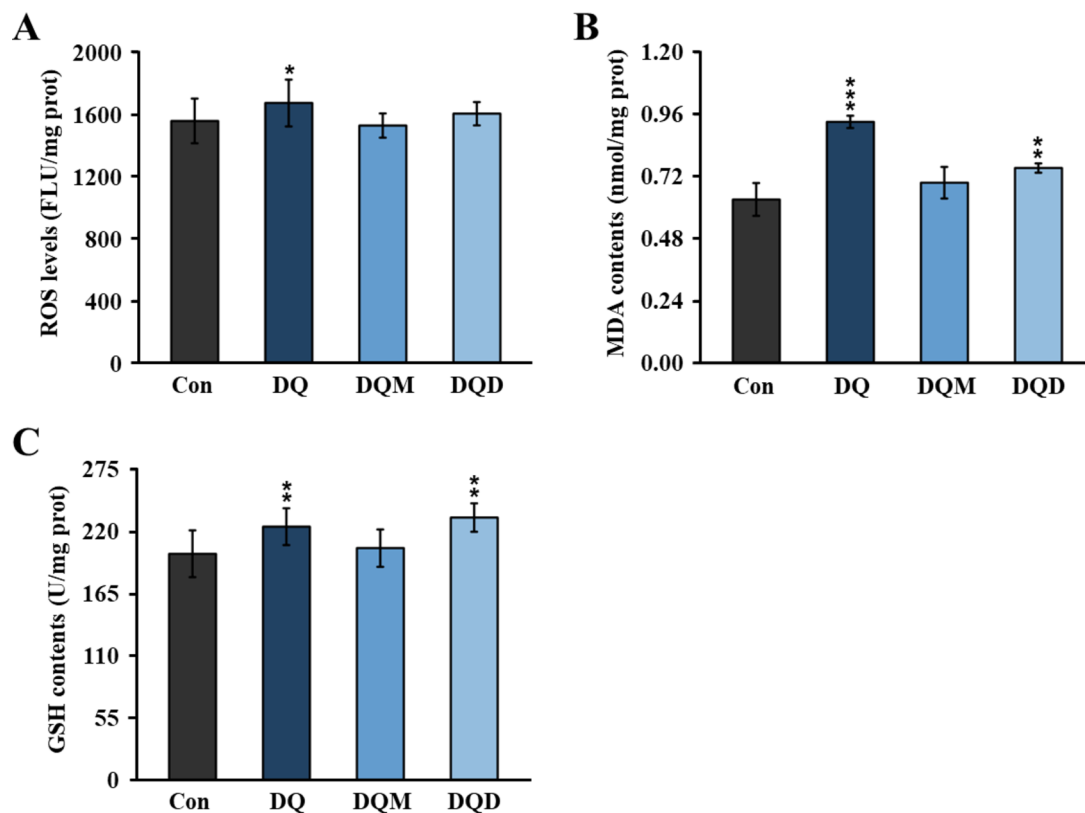 A
ROS levels (FLU/mg prot)
2000
1600
1200
800
400
0
*
Con DQ DQM DQD
B
MDA contents (nmol/mg prot)
1.20
0.96
0.72
0.48
0.24
0.00
***
**
Con DQ DQM DQD
C
GSH contents (U/mg prot)
275
220
165
110
55
0
**
**
Con DQ DQM DQD